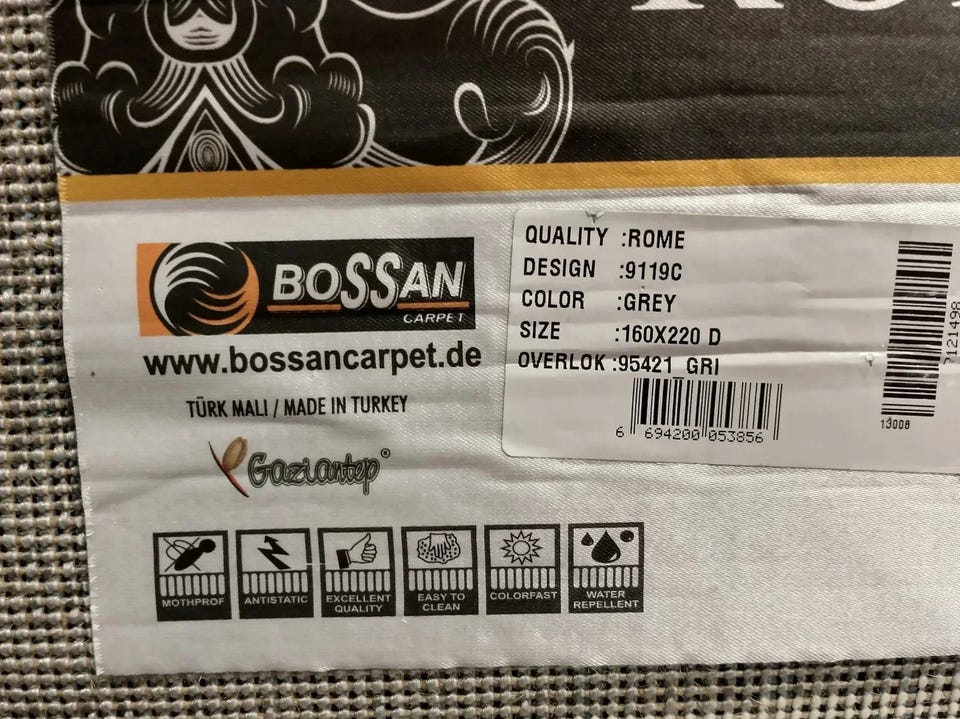 BOSSAN
CARPET
www.bossancarpet.de
TÜRK MALI / MADE IN TURKEY
Gaziantep®
MOTHPROF
ANTISTATIC
EXCELLENT
QUALITY
EASY TO
CLEAN
COLORFAST
WATER
REPELLENT
QUALITY :ROME
DESIGN :9119C
COLOR :GREY
SIZE :160X220 D
OVERLOK :95421 GRI
6 694200 053856
7121498
13008